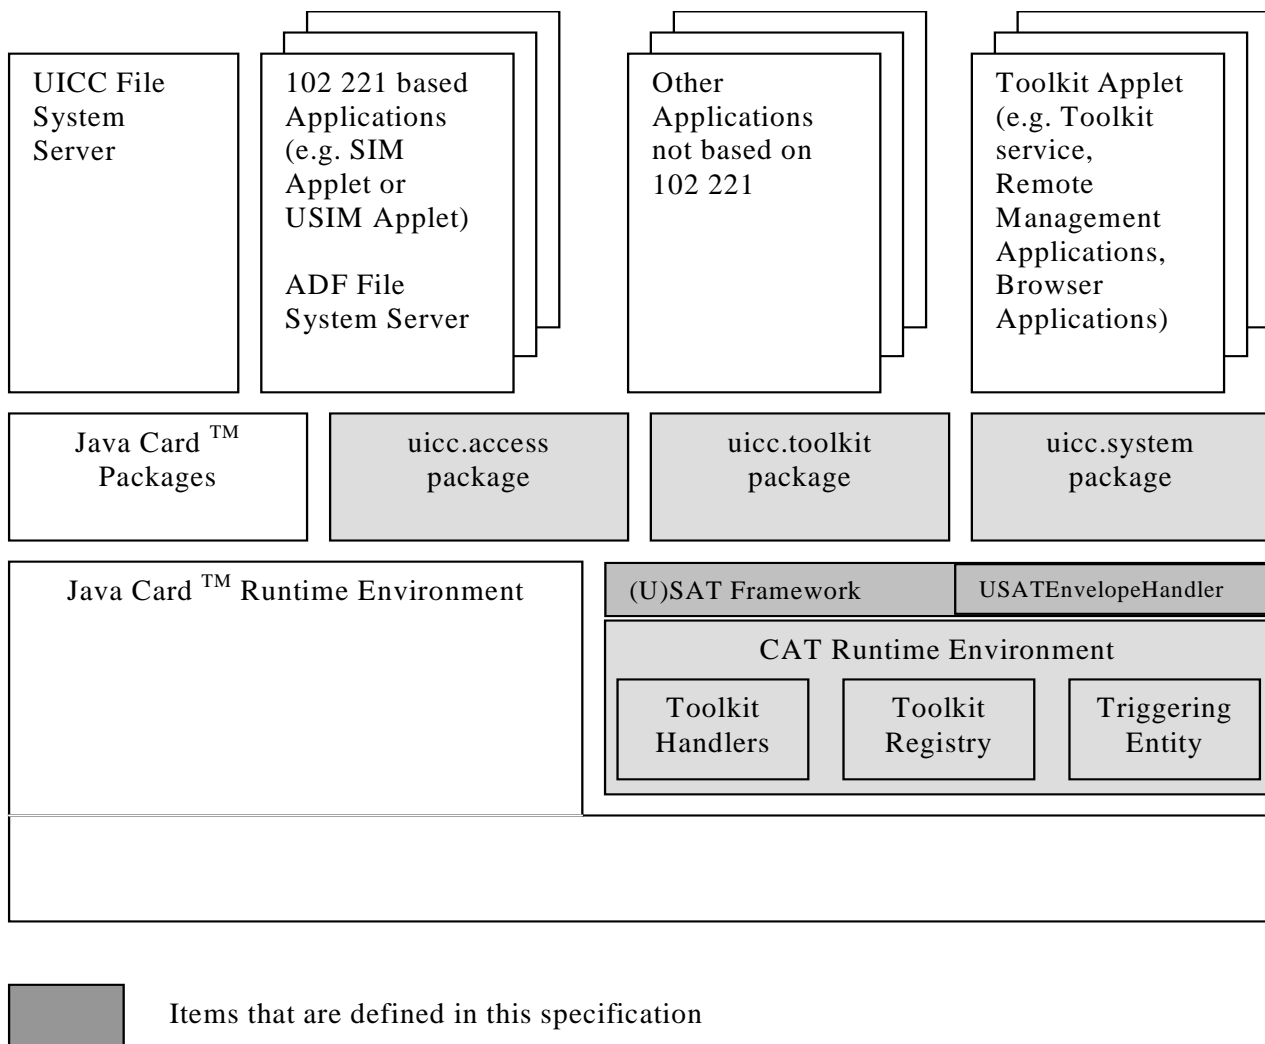 UICC File
System
Server
102 221 based
Applications
(e.g. SIM
Applet or
USIM Applet)
ADF File
System Server
Other
Applications
not based on
102 221
Toolkit Applet
(e.g. Toolkit
service,
Remote
Management
Applications,
Browser
Applications)
Java Card TM
Packages
uicc.access
package
uicc.toolkit
package
uicc.system
package
Java Card TM Runtime Environment
(U)SAT Framework
USATEnvelopeHandler
CAT Runtime Environment
Toolkit
Handlers
Toolkit
Registry
Triggering
Entity
Items that are defined in this specification